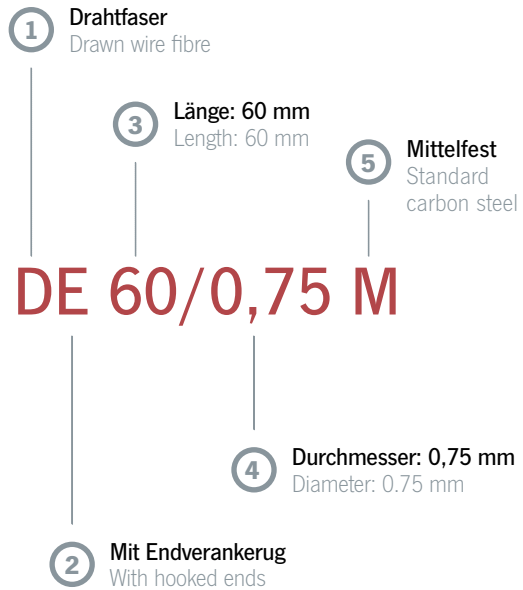 1
Drahtfaser
Drawn wire fibre
3
Länge: 60 mm
Length: 60 mm
5
Mittelfest
Standard
carbon steel
DE 60/0,75 M
4
Durchmesser: 0,75 mm
Diameter: 0.75 mm
2
Mit Endverankerug
With hooked ends